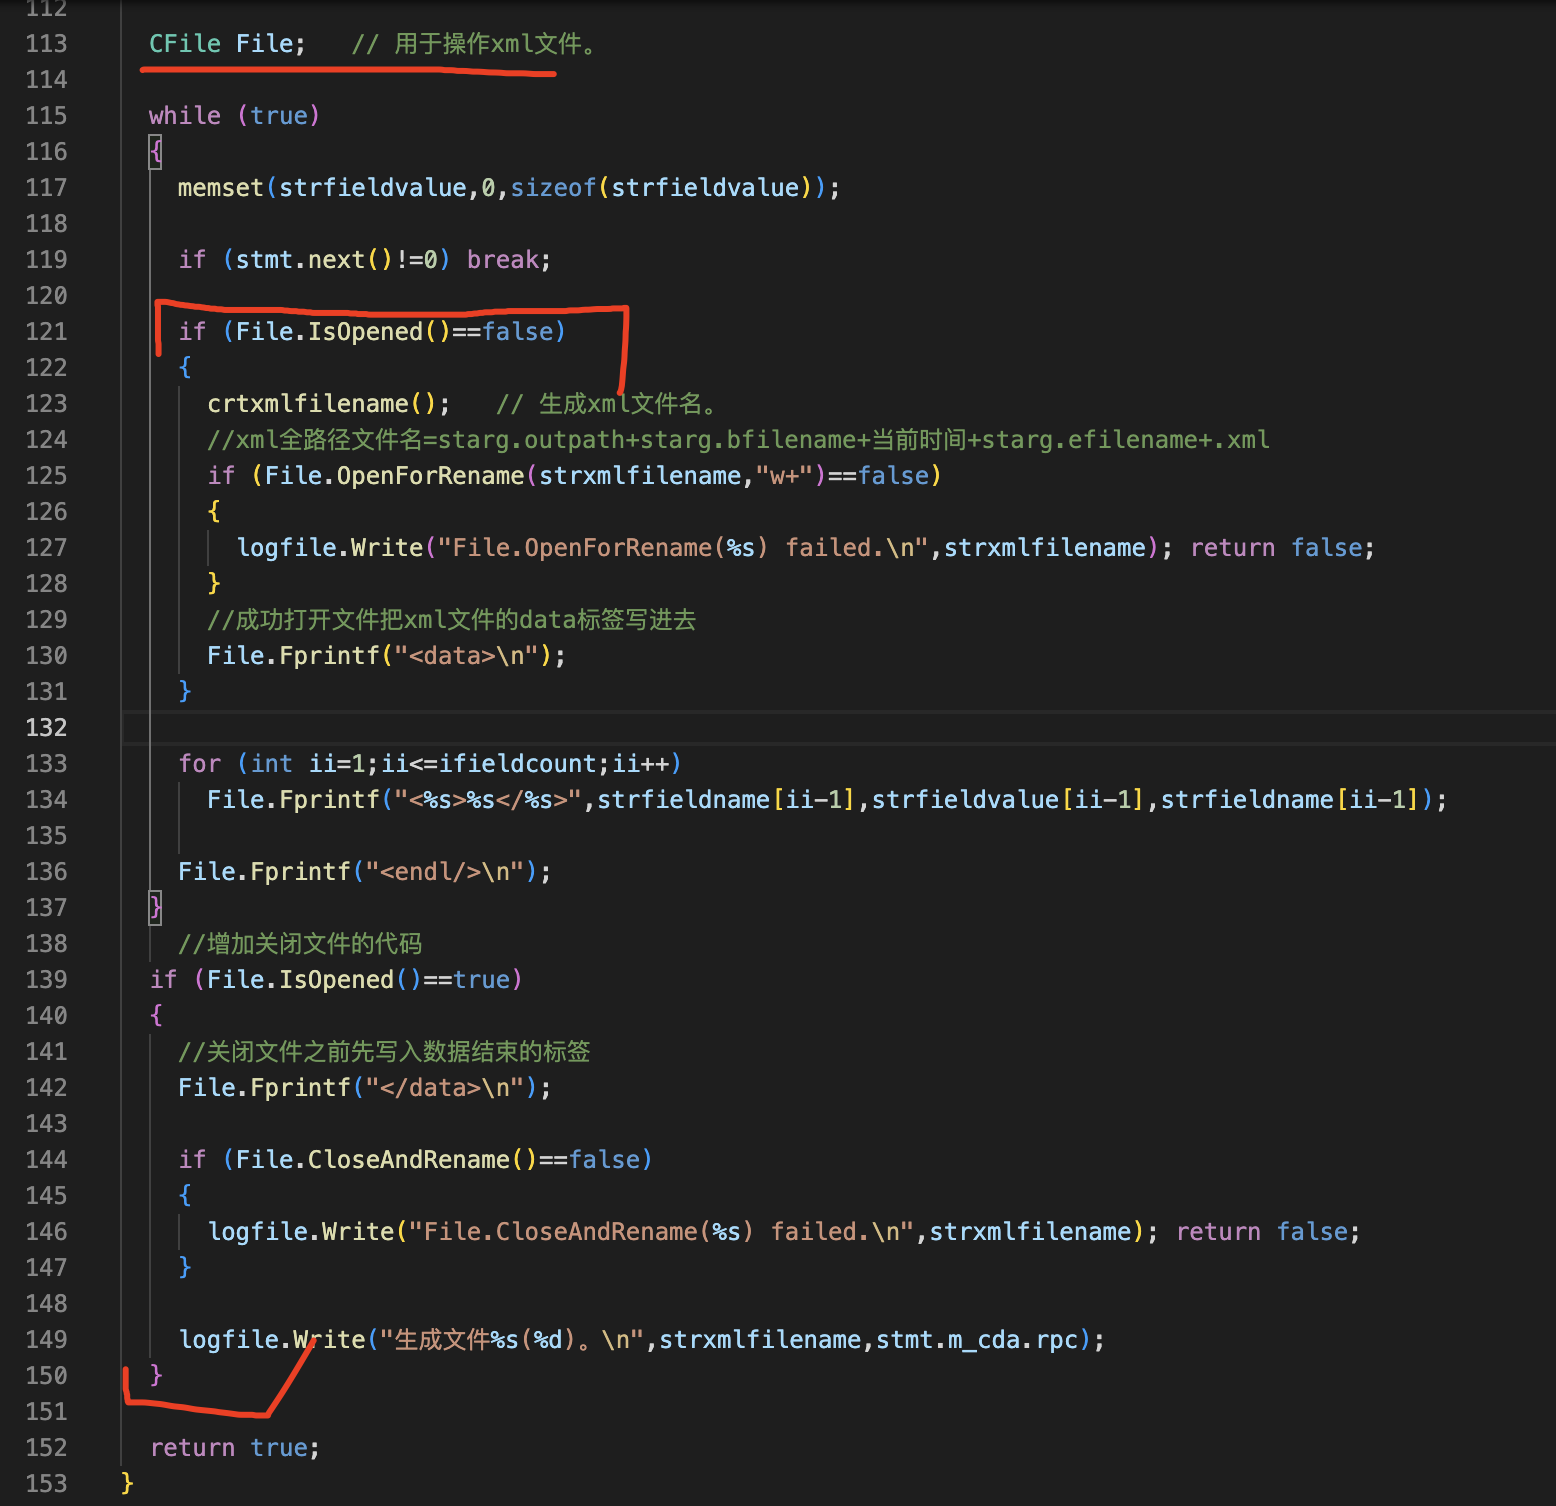 112
113 CFile File;   // 用于操作xml文件。
114
115 while (true)
116 {
117   memset(strfieldvalue,0,sizeof(strfieldvalue));
118
119   if (stmt.next()!=0) break;
120
121   if (File.IsOpened()==false)
122   {
123     crtxmlfilename();   // 生成xml文件名。
124     //xml全路径文件名=starg.outpath+starg.bfilename+当前时间+starg.efilename+.xml
125     if (File.OpenForRename(strxmlfilename,"w+")==false)
126     {
127       logfile.Write("File.OpenForRename(%s) failed.\n",strxmlfilename); return false;
128     }
129     //成功打开文件把xml文件的data标签写进去
130     File.Fprintf("<data>\n");
131   }
132
133   for (int ii=1;ii<=ifieldcount;ii++)
134     File.Fprintf("<%s>%s</%s>",strfieldname[ii-1],strfieldvalue[ii-1],strfieldname[ii-1]);
135
136   File.Fprintf("<endl/>\n");
137 }
138   //增加关闭文件的代码
139 if (File.IsOpened()==true)
140 {
141   //关闭文件之前先写入数据结束的标签
142   File.Fprintf("</data>\n");
143
144   if (File.CloseAndRename()==false)
145   {
146     logfile.Write("File.CloseAndRename(%s) failed.\n",strxmlfilename); return false;
147   }
148
149   logfile.Write("生成文件%s(%d)。\n",strxmlfilename,stmt.m_cda.rpc);
150 }
151
152 return true;
153 }